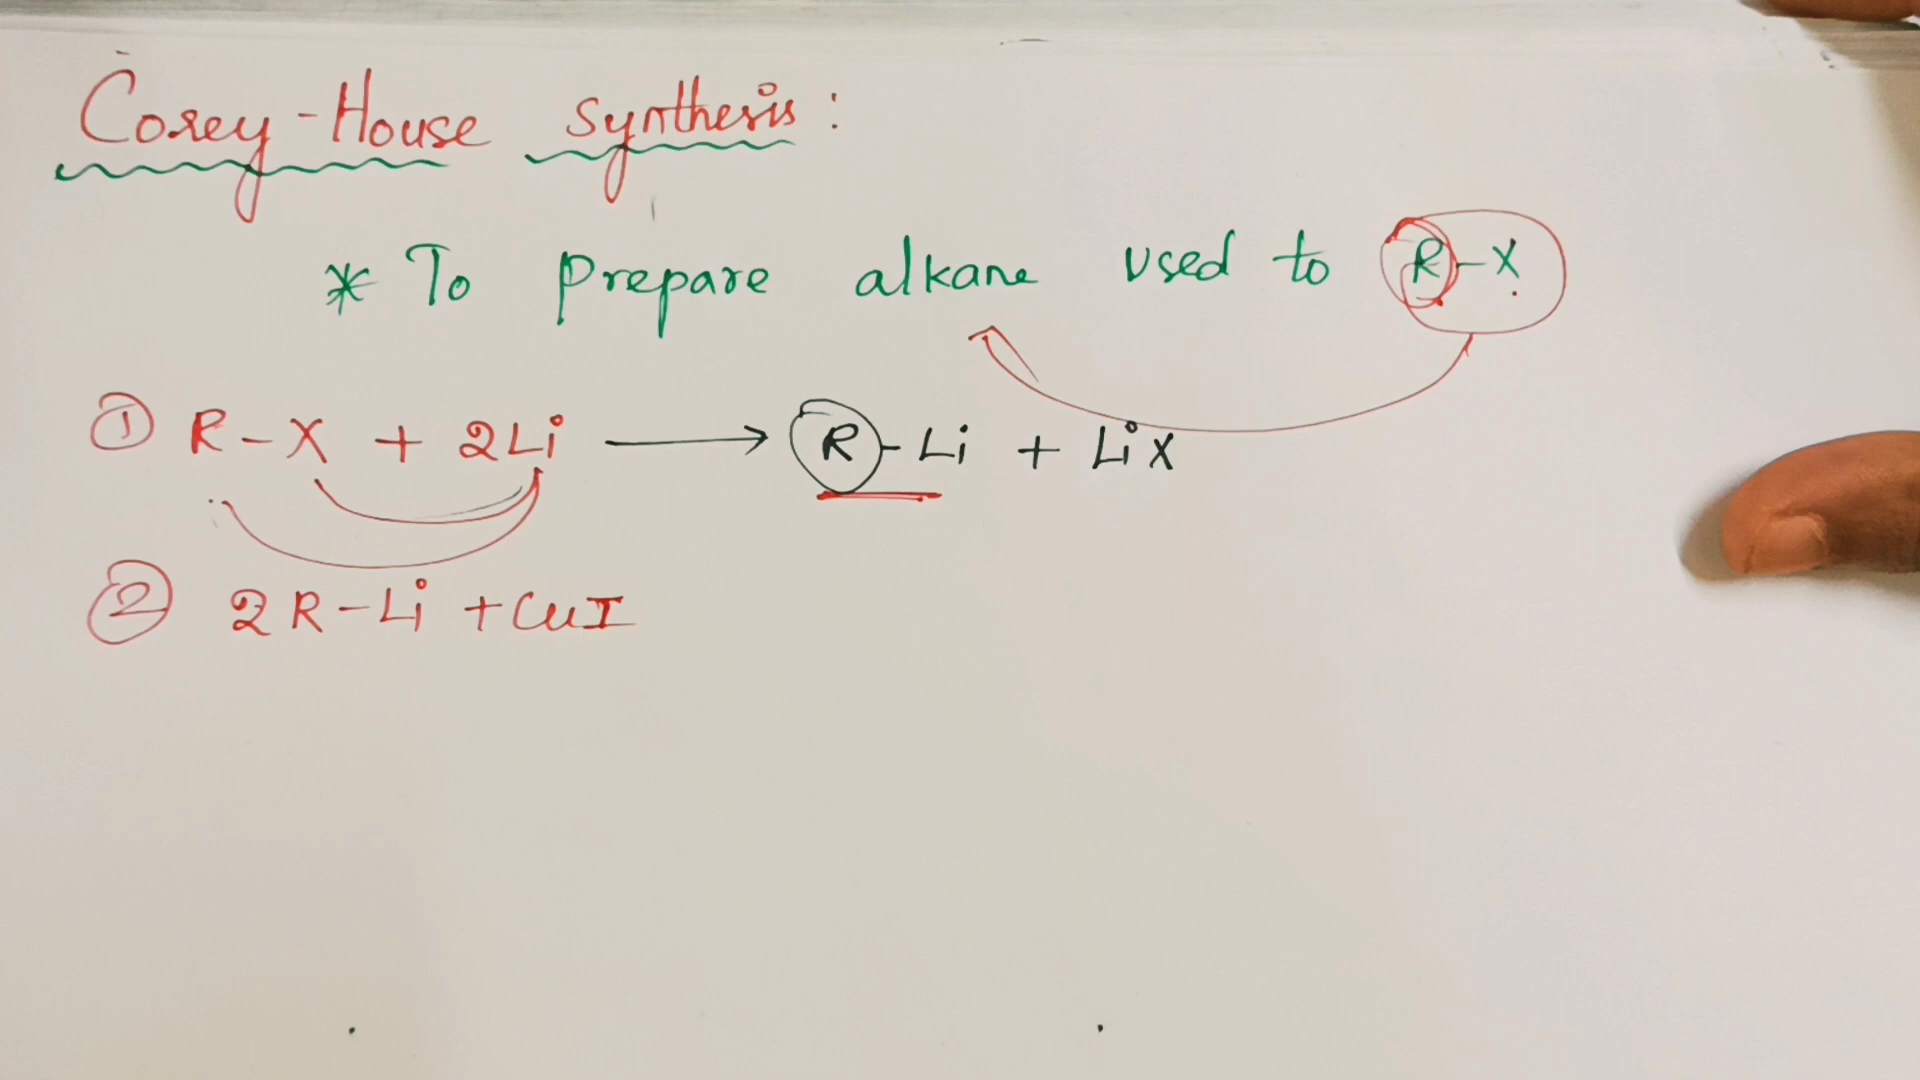 Corey-House Synthesis:
* To prepare alkane used to R-X
① R-X + 2Li ⟶ R-Li + LiX
② 2R-Li + CuI